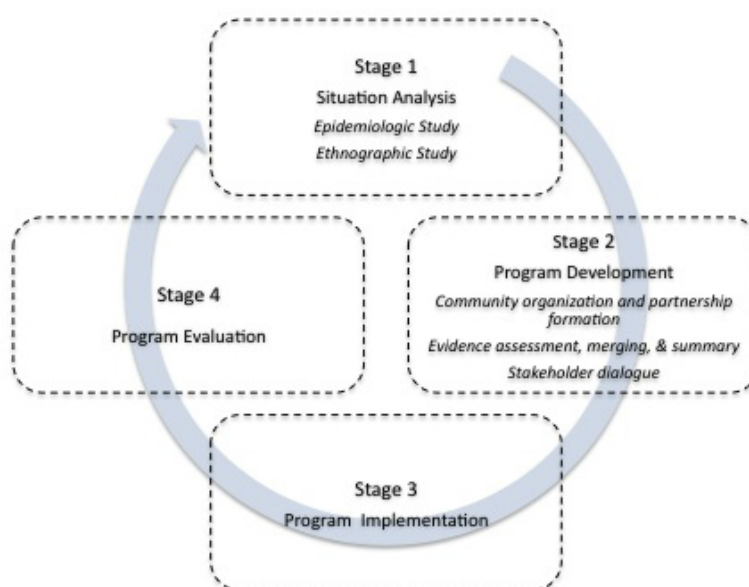 Stage 1
Situation Analysis
Epidemiologic Study
Ethnographic Study
Stage 2
Program Development
Community organization and partnership
formation
Evidence assessment, merging, & summary
Stakeholder dialogue
Stage 3
Program Implementation
Stage 4
Program Evaluation